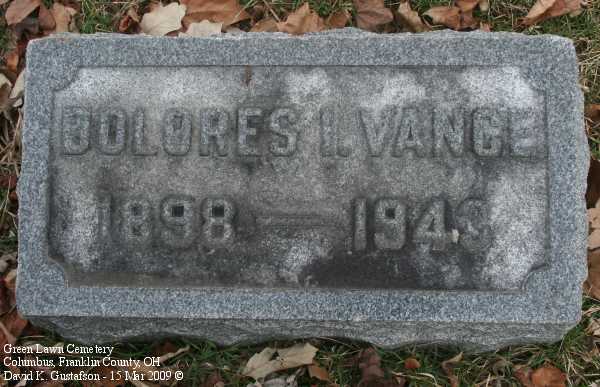 DOLORES I. VANCE
1898 — 1943
Green Lawn Cemetery
Columbus, Franklin County, OH
David K. Gustafson - 15 Mar 2009 ©